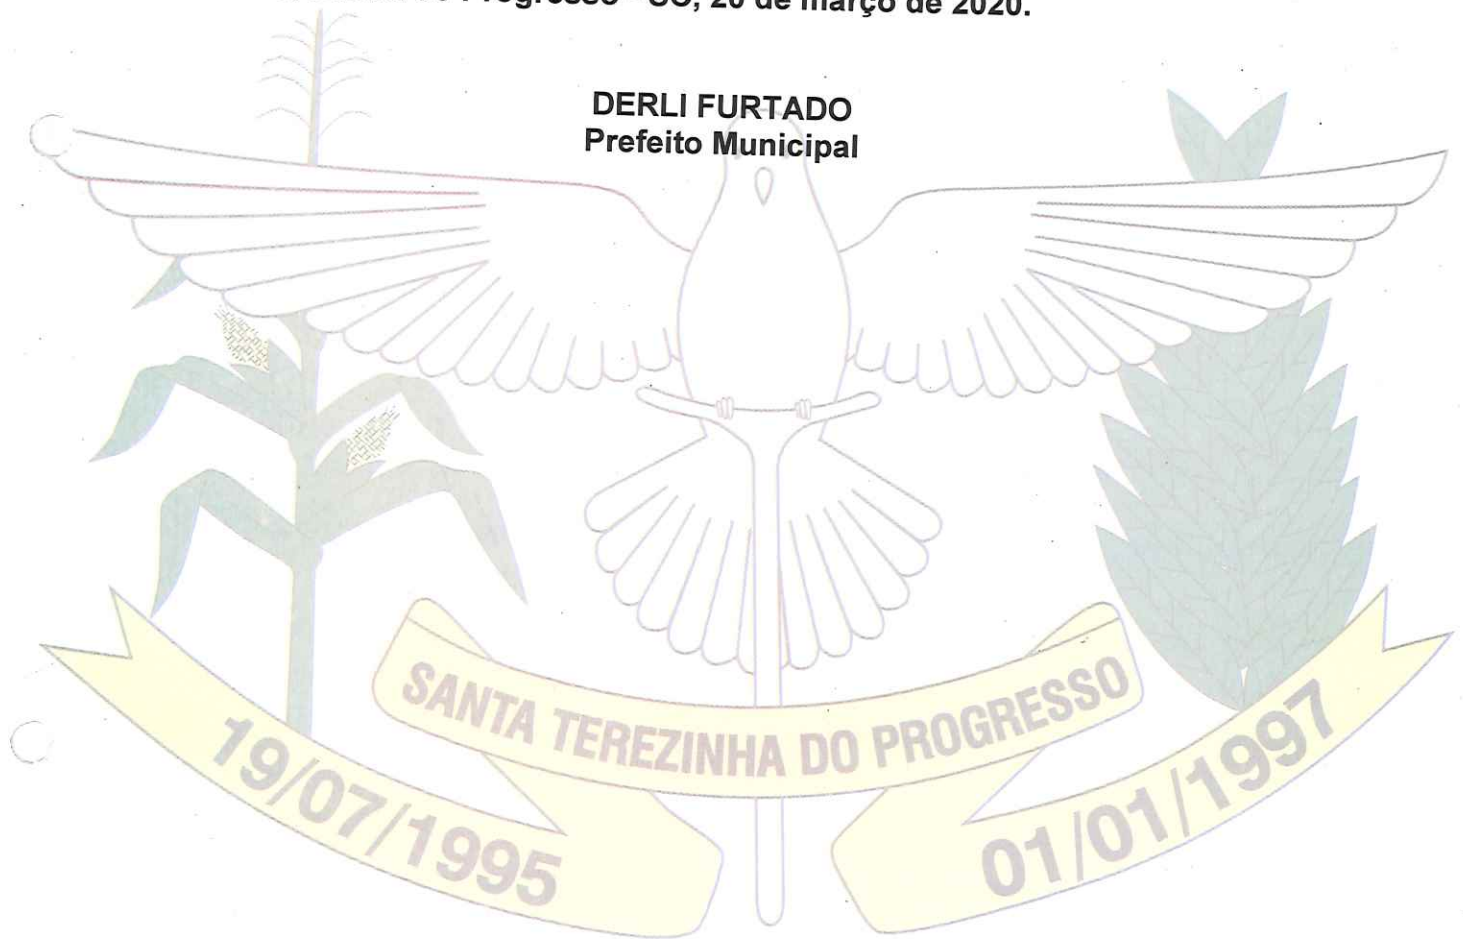 Progresso - SC, 20 de março de 2020.
DERLI FURTADO
Prefeito Municipal
SANTA TEREZINHA DO PROGRESSO
19/07/1995
01/01/1997